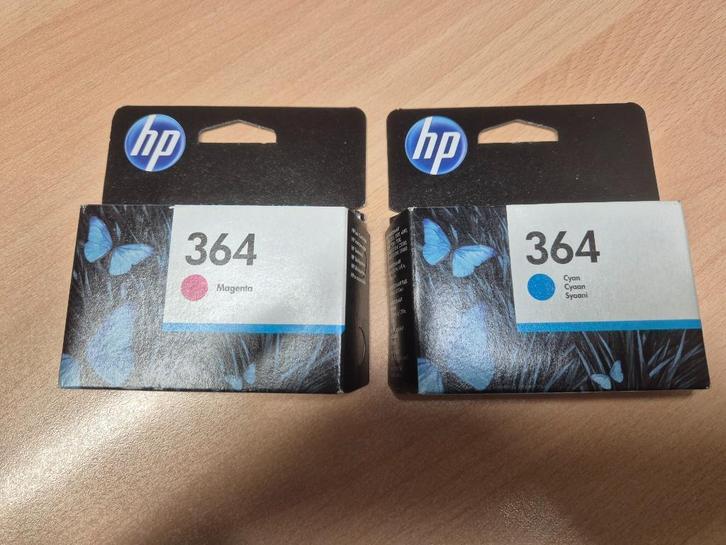 hp
364
Magenta
hp
364
Cyan
Cyaan
Syaani